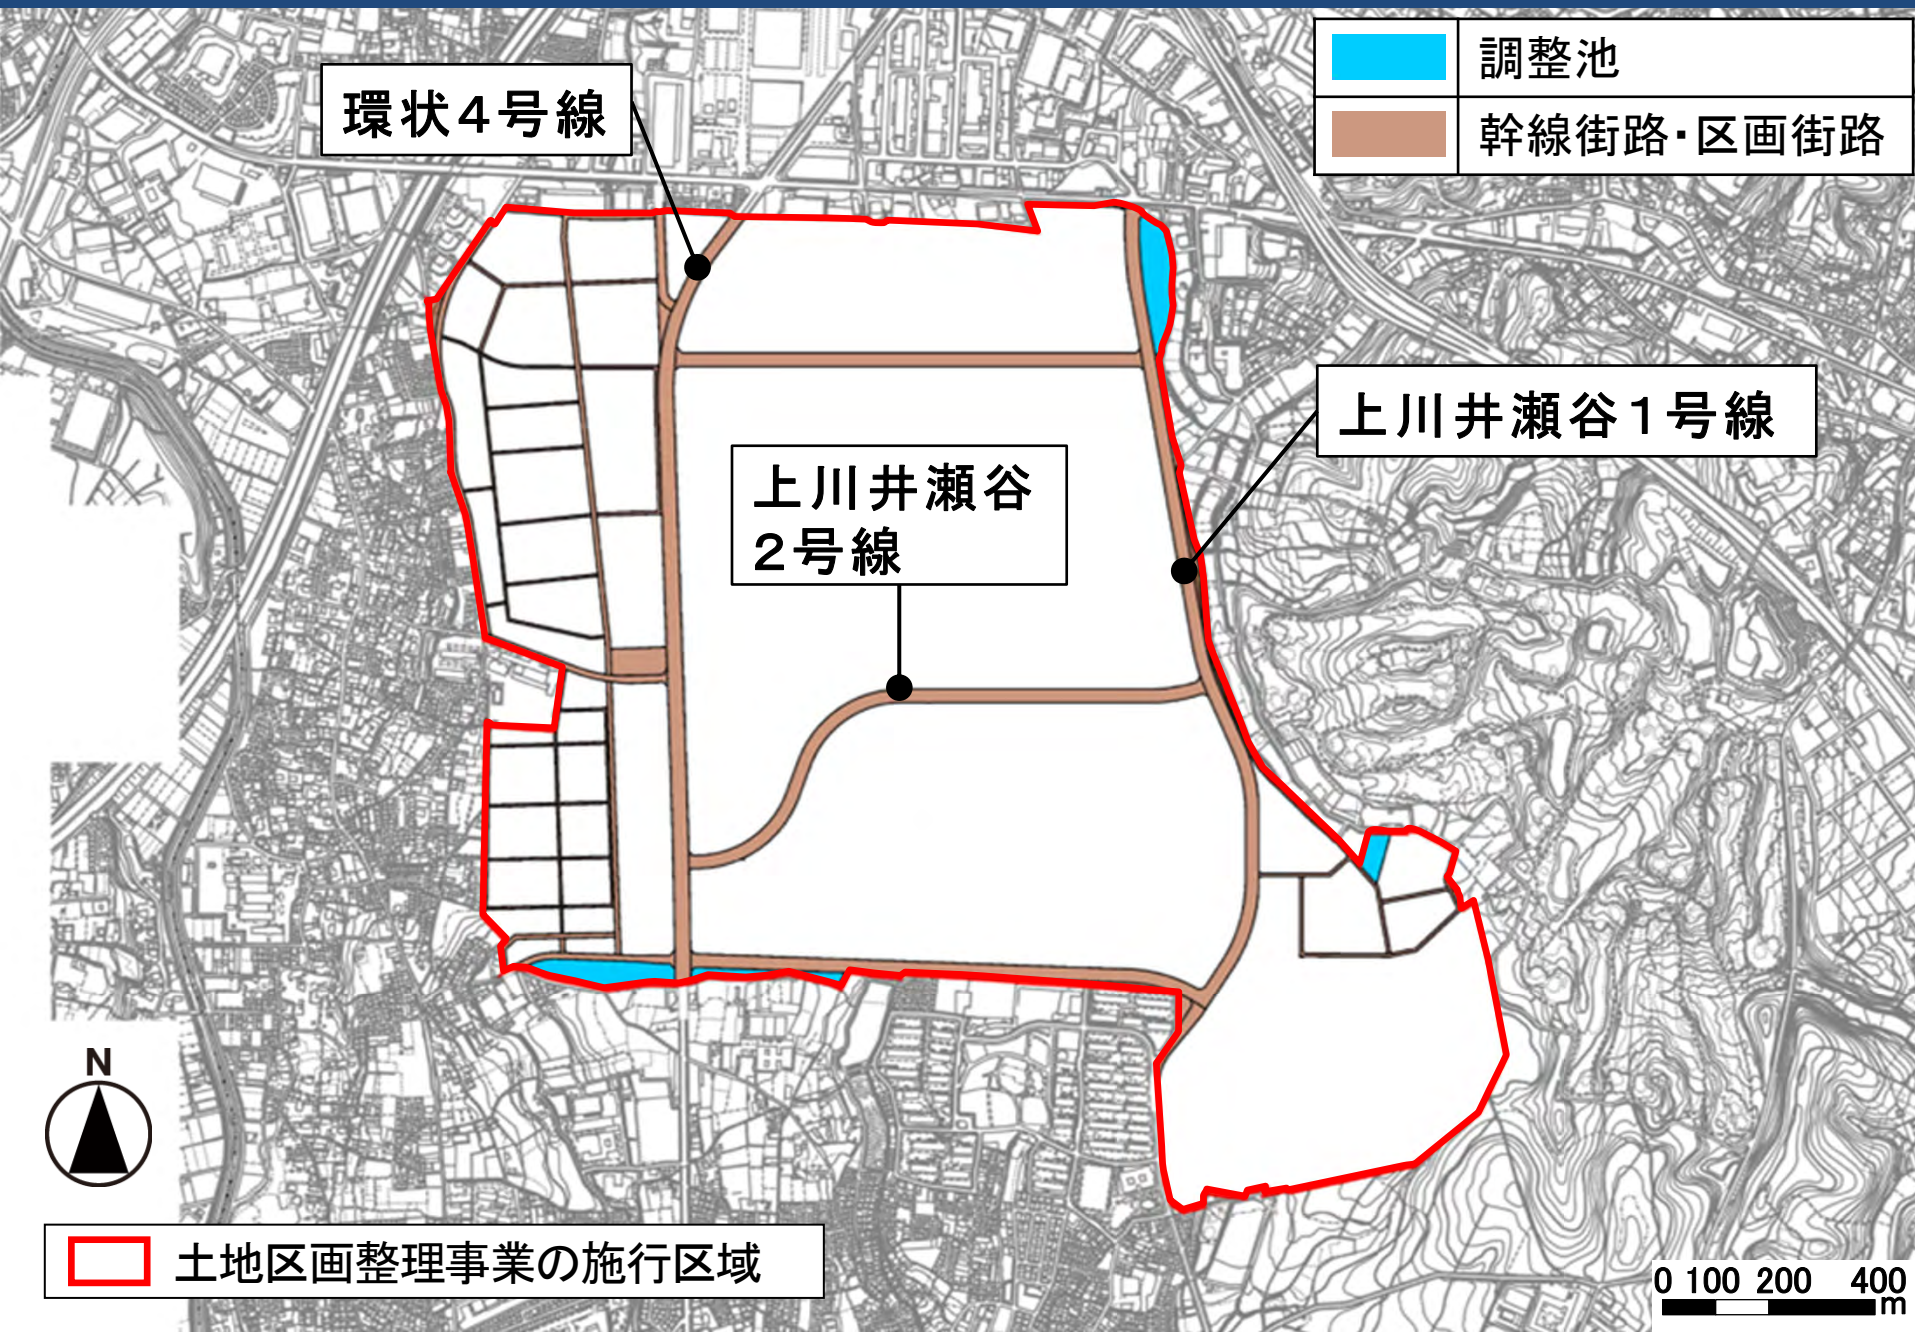 調整池
幹線街路・区画街路
環状4号線
上川井瀬谷1号線
上川井瀬谷
2号線
N
土地区画整理事業の施行区域
0 100 200 400
m